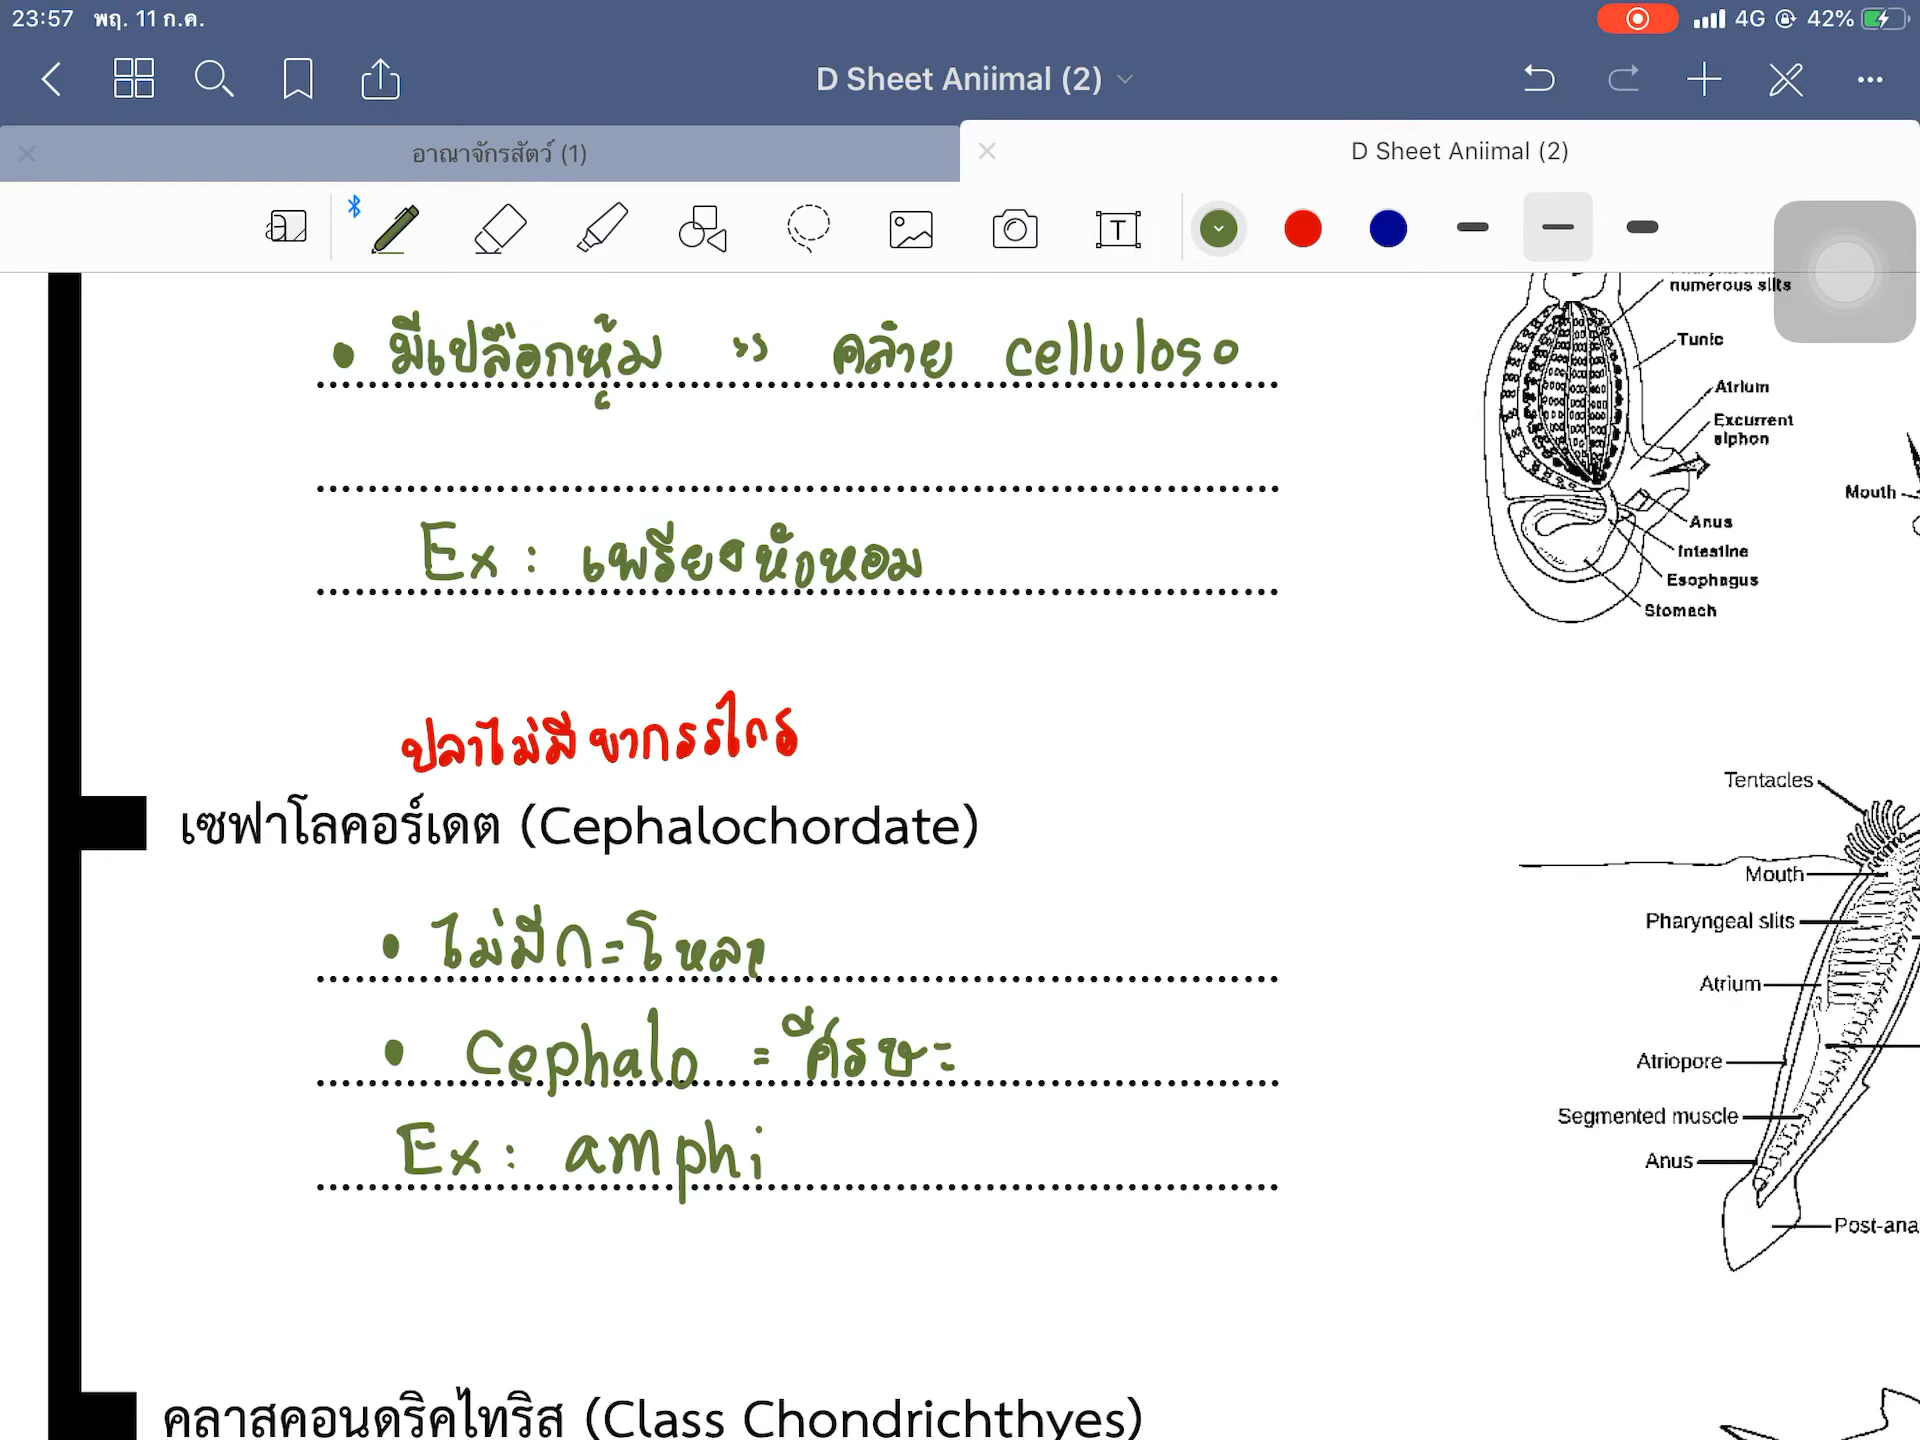 23:57 พฤ. 11 ก.ค. 4G 42%
D Sheet Aniimal (2)
อาณาจักรสัตว์ (1) D Sheet Aniimal (2)
T
numerous slits
• มีเปลือกหุ้ม >> คล้าย cellulose
Tunic
Atrium
Excurrent siphon
Mouth
Anus
Ex : เพรียงหัวหอม
Intestine
Esophagus
Stomach
ปลาไม่มีขากรรไกร
Tentacles
เซฟาโลคอร์เดต (Cephalochordate)
Mouth
Pharyngeal slits
• ไม่มีกะโหลก
Atrium
• Cephalo = ศีรษะ
Atriopore
Segmented muscle
Ex : amphi
Anus
Post-ana
คลาสคอนดริคไทริส (Class Chondrichthyes)